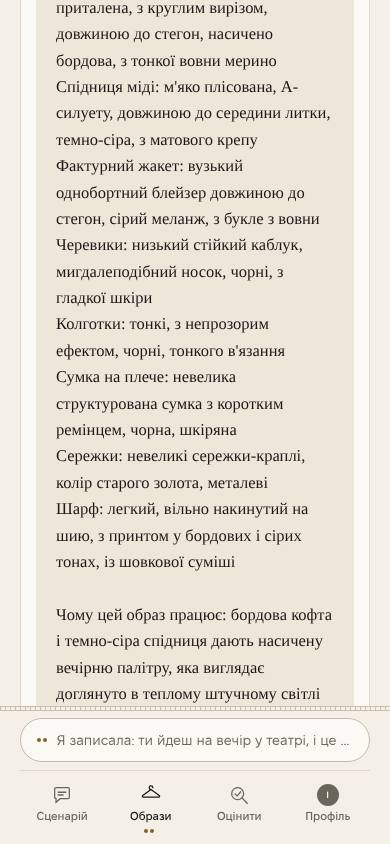 приталена, з круглим вирізом,
довжиною до стегон, насичено
бордова, з тонкої вовни мерино
Спідниця міді: м'яко плісована, А-
силуету, довжиною до середини литки,
темно-сіра, з матового крепу
Фактурний жакет: вузький
однобортний блейзер довжиною до
стегон, сірий меланж, з букле з вовни
Черевики: низький стійкий каблук,
мигдалеподібний носок, чорні, з
гладкої шкіри
Колготки: тонкі, з непрозорим
ефектом, чорні, тонкого в'язання
Сумка на плече: невелика
структурована сумка з коротким
ремінцем, чорна, шкіряна
Сережки: невеликі сережки-краплі,
колір старого золота, металеві
Шарф: легкий, вільно накинутий на
шию, з принтом у бордових і сірих
тонах, із шовкової суміші
Чому цей образ працює: бордова кофта
і темно-сіра спідниця дають насичену
вечірню палітру, яка виглядає
доглянуто в теплому штучному світлі
Я записала: ти йдеш на вечір у театрі, і це ...
Сценарій
Образи
Оцінити
І
Профіль